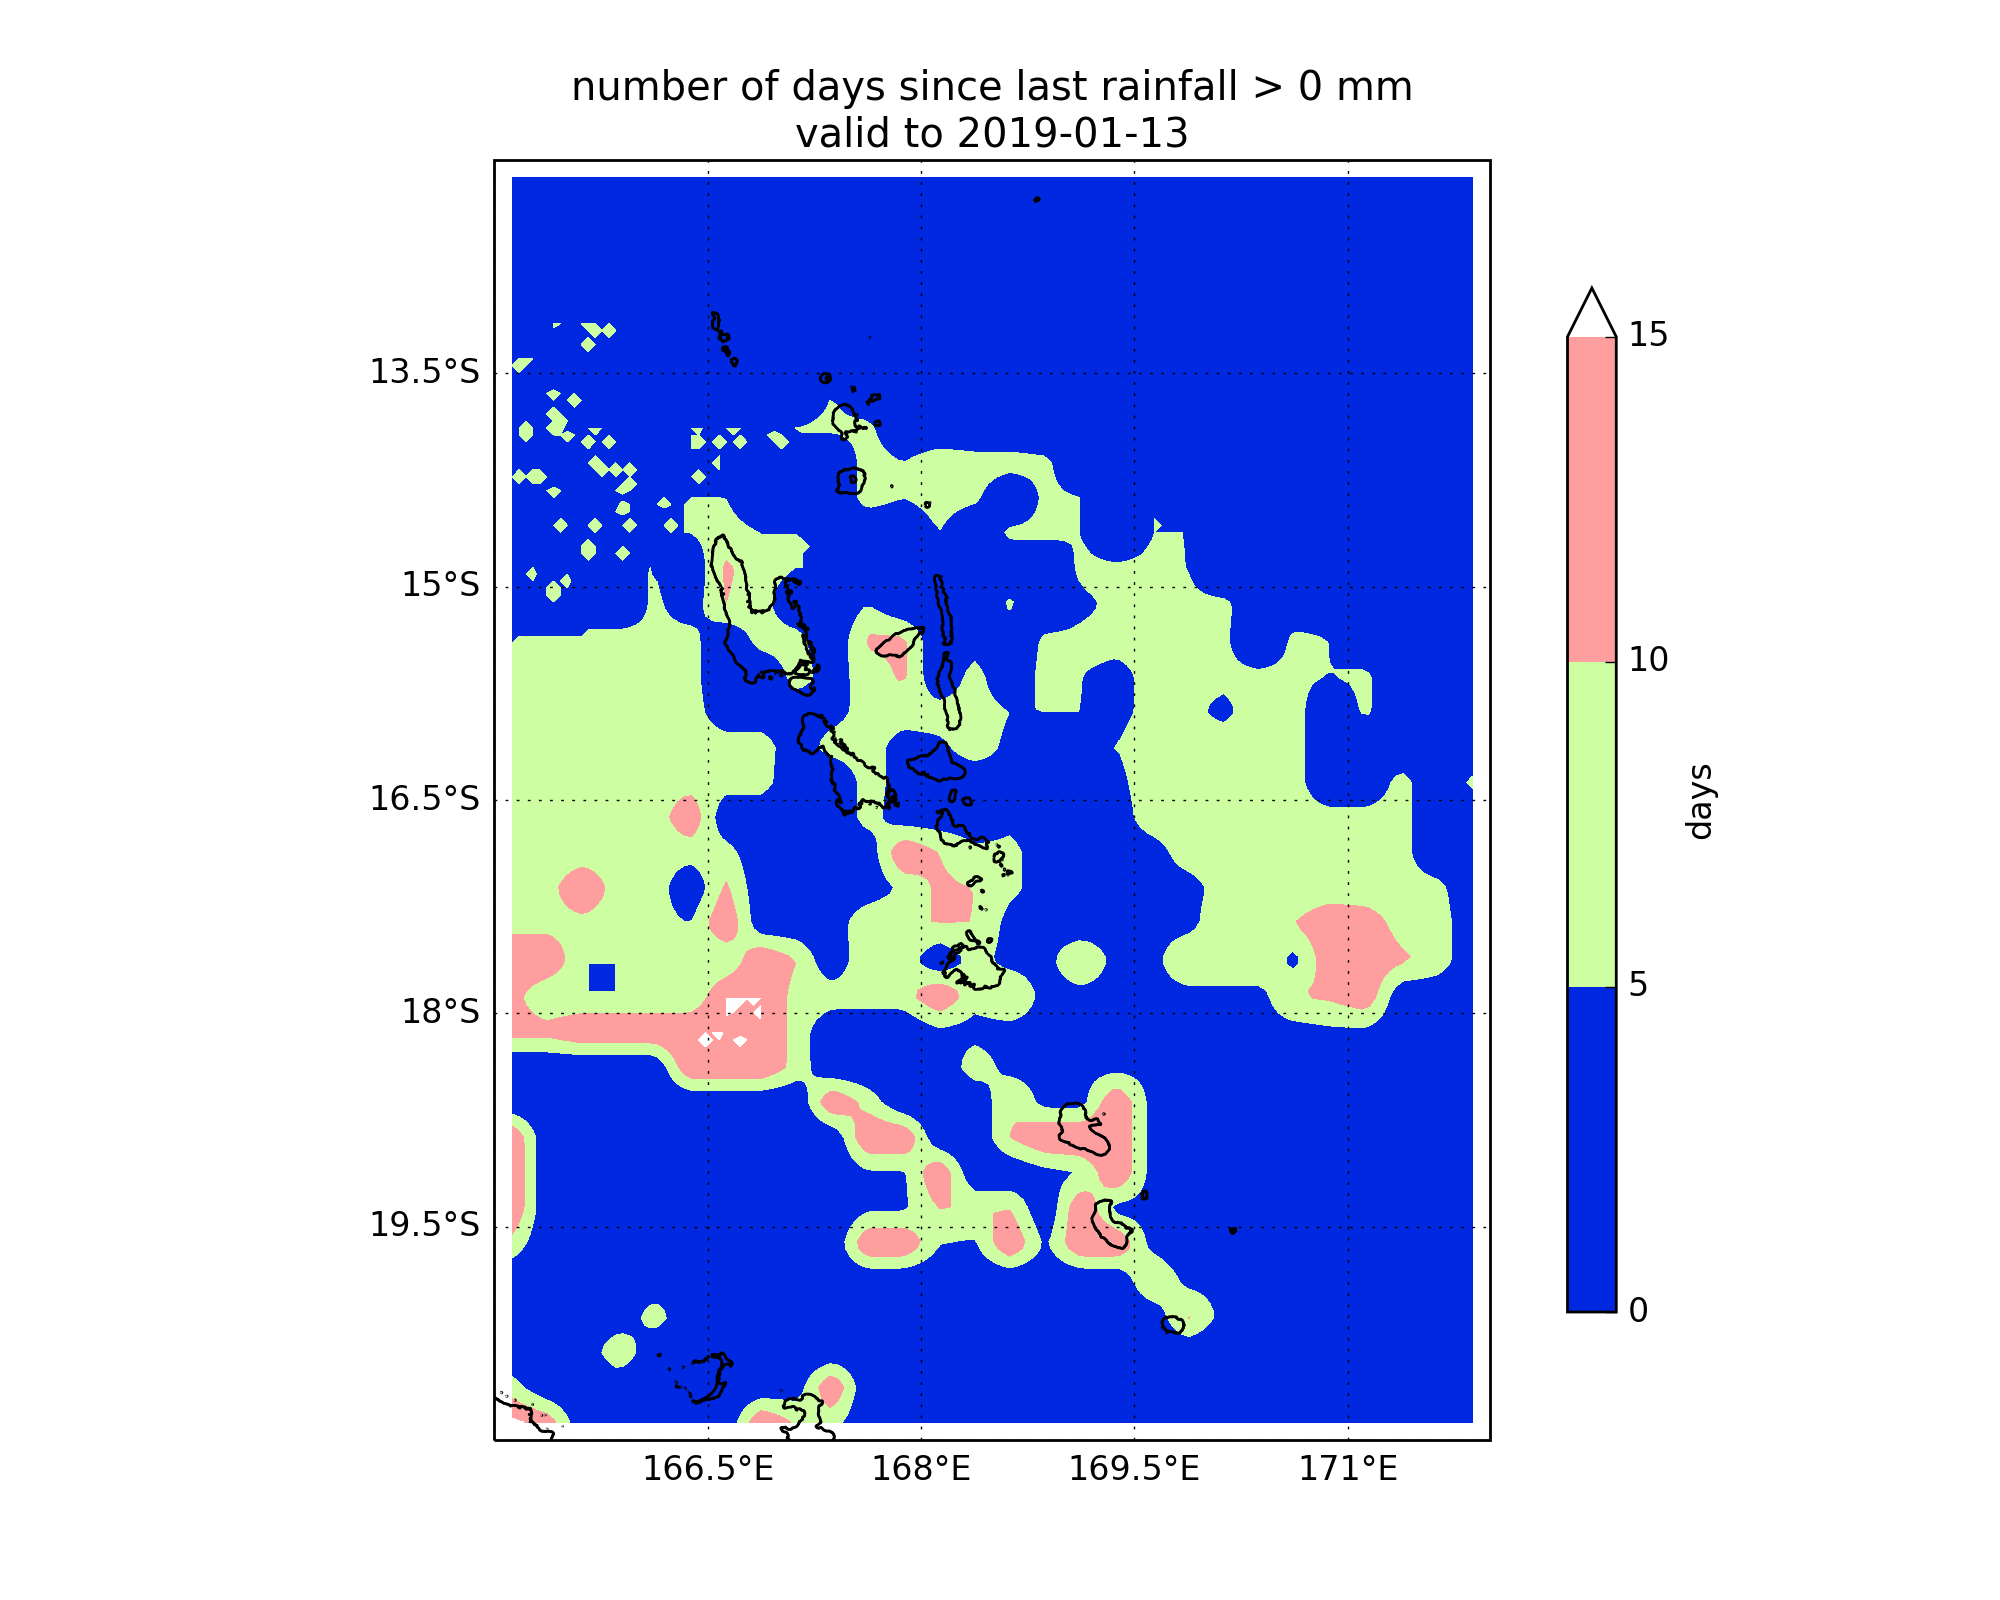 number of days since last rainfall > 0 mm
valid to 2019-01-13
13.5°S
15°S
16.5°S
18°S
19.5°S
166.5°E
168°E
169.5°E
171°E
15
10
5
0
days